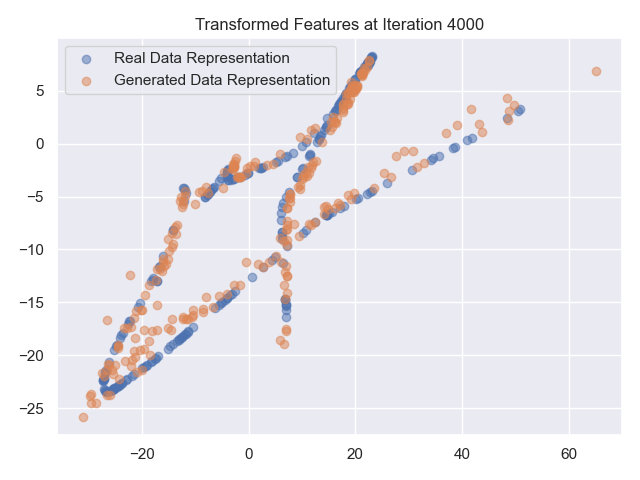 Transformed Features at Iteration 4000
Real Data Representation
Generated Data Representation
5
0
−5
−10
−15
−20
−25
−20 0 20 40 60